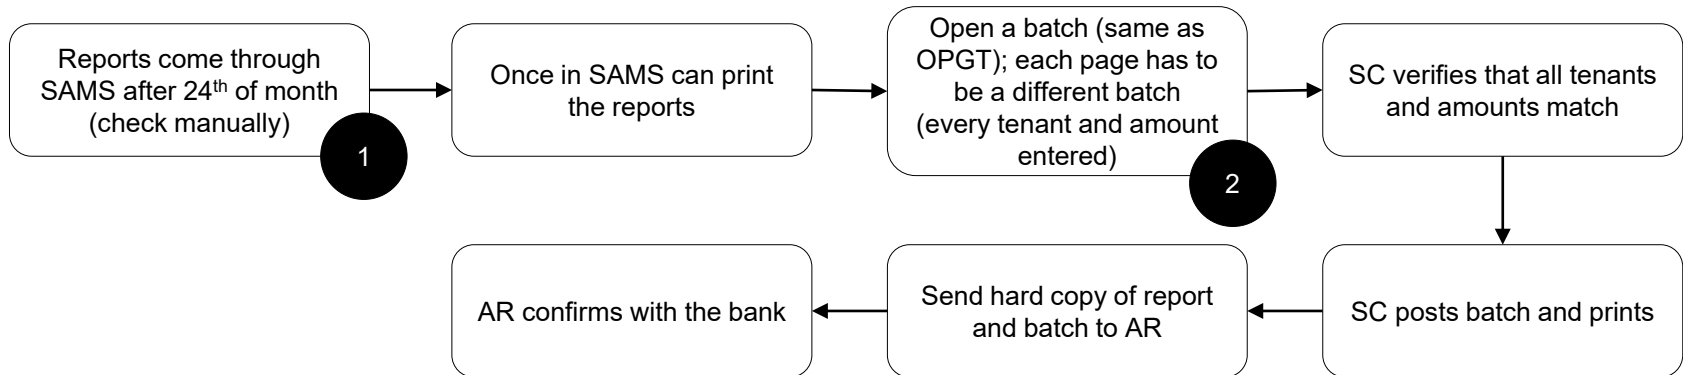 Reports come through
SAMS after 24th of month
(check manually)
1
Once in SAMS can print
the reports
Open a batch (same as
OPGT); each page has to
be a different batch
(every tenant and amount
entered)
2
SC verifies that all tenants
and amounts match
SC posts batch and prints
Send hard copy of report
and batch to AR
AR confirms with the bank